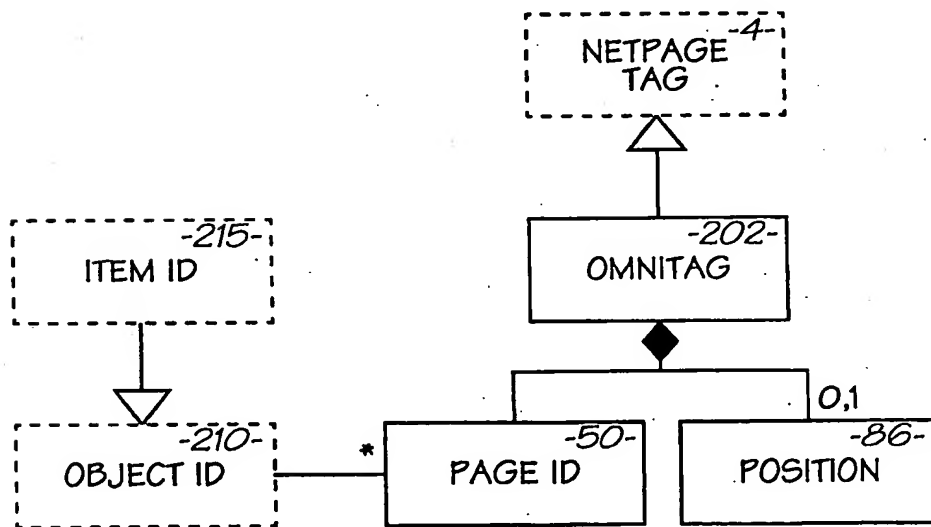 -4-
NETPAGE
TAG
-202-
OMNITAG
-215-
ITEM ID
0,1
-210-
OBJECT ID
*
-50-
PAGE ID
-86-
POSITION